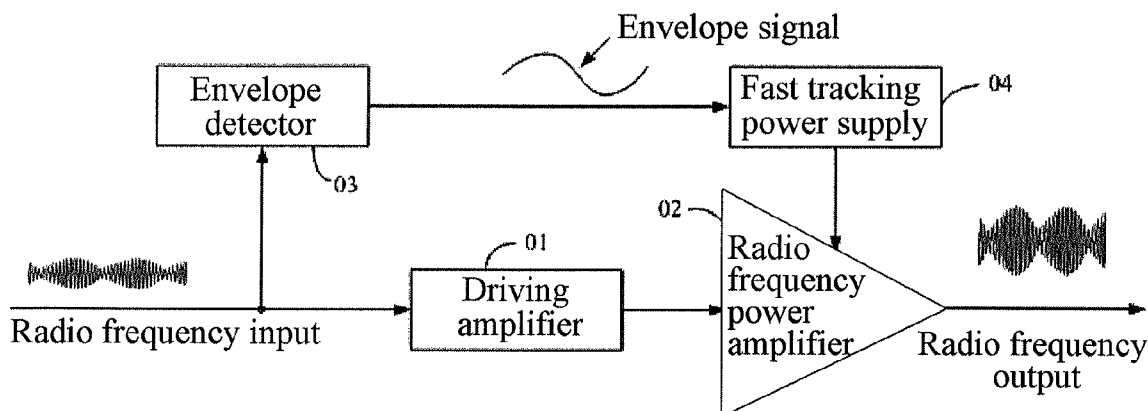 Envelope signal
Envelope
detector
Fast tracking
power supply
04
03
02
01
Radio
frequency
power
amplifier
Driving
amplifier
Radio frequency input
Radio frequency
output